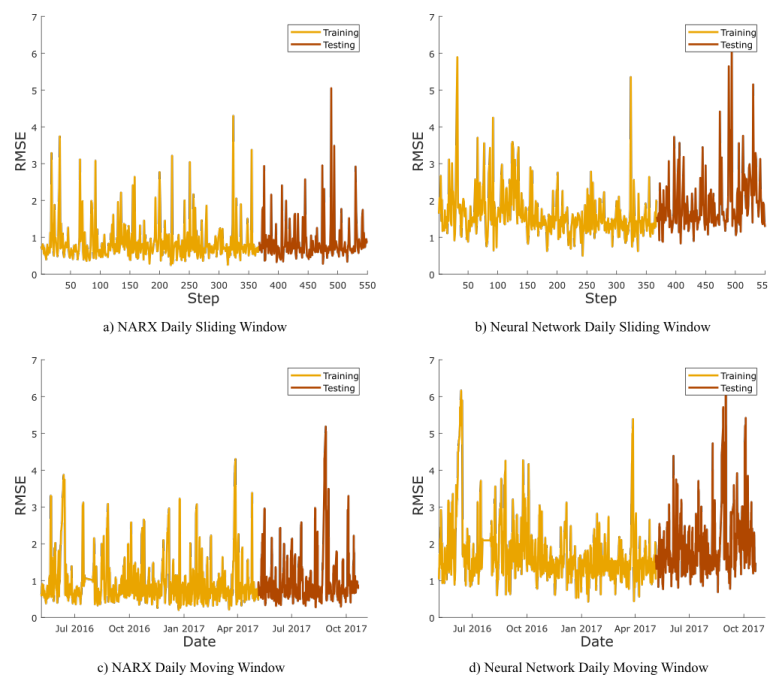 7
6
5
4
3
2
1
0
RMSE
50 100 150 200 250 300 350 400 450 500 550
Step
Training
Testing
a) NARX Daily Sliding Window
7
6
5
4
3
2
1
0
RMSE
50 100 150 200 250 300 350 400 450 500 55
Step
Training
Testing
b) Neural Network Daily Sliding Window
7
6
5
4
3
2
1
0
RMSE
Jul 2016 Oct 2016 Jan 2017 Apr 2017 Jul 2017 Oct 2017
Date
Training
Testing
c) NARX Daily Moving Window
7
6
5
4
3
2
1
0
RMSE
Jul 2016 Oct 2016 Jan 2017 Apr 2017 Jul 2017 Oct 2017
Date
Training
Testing
d) Neural Network Daily Moving Window